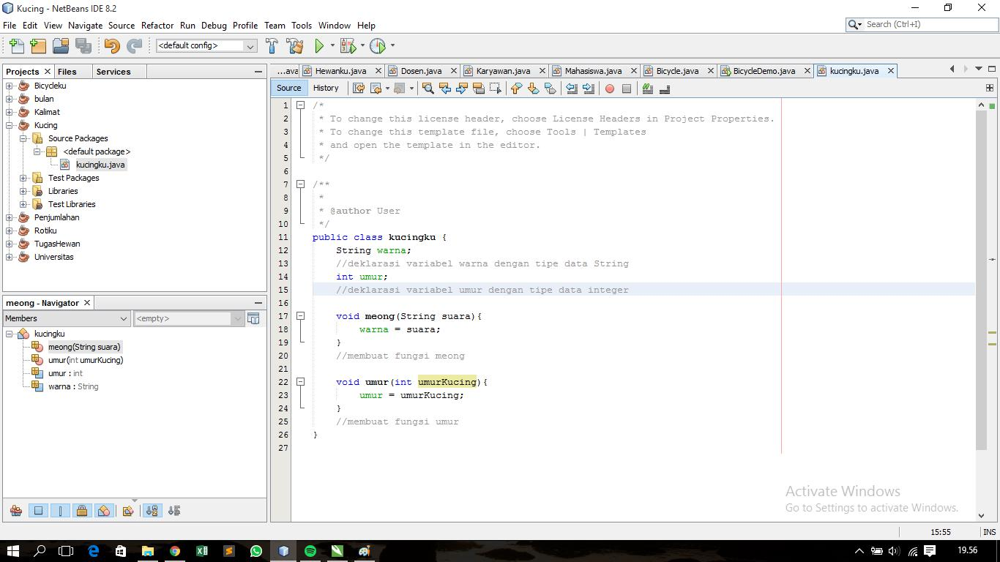 Kucing - NetBeans IDE 8.2
File Edit View Navigate Source Refactor Run Debug Profile Team Tools Window Help
Search (Ctrl+I)
<default config>
Projects Files Services
Bicycleku
bulan
Kalimat
Kucing
Source Packages
<default package>
kucingku.java
Test Packages
Libraries
Test Libraries
Penjumlahan
Rotiku
TugasHewan
Universitas
meong - Navigator
Members <empty>
kucingku
meong(String suara)
umur(int umurKucing)
umur : int
warna : String
...ava Hewanku.java Dosen.java Karyawan.java Mahasiswa.java Bicycle.java BicycleDemo.java kucingku.java
Source History
1 /*
2 * To change this license header, choose License Headers in Project Properties.
3 * To change this template file, choose Tools | Templates
4 * and open the template in the editor.
5 */
6
7 /**
8 *
9 * @author User
10 */
11 public class kucingku {
12 String warna;
13 //deklarasi variabel warna dengan tipe data String
14 int umur;
15 //deklarasi variabel umur dengan tipe data integer
16
17 void meong(String suara){
18 warna = suara;
19 }
20 //membuat fungsi meong
21
22 void umur(int umurKucing){
23 umur = umurKucing;
24 }
25 //membuat fungsi umur
26 }
27
Activate Windows
Go to Settings to activate Windows.
15:55 INS
19.56